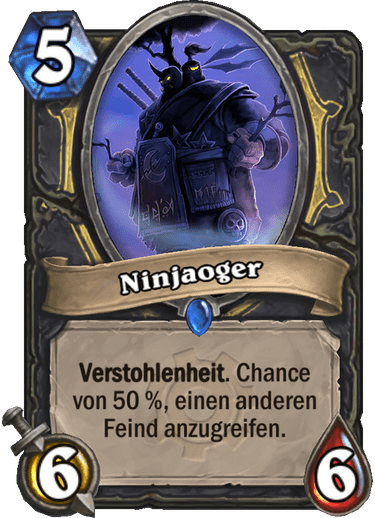 5
Ninjaoger
Verstohlenheit. Chance
von 50 %, einen anderen
Feind anzugreifen.
6
6